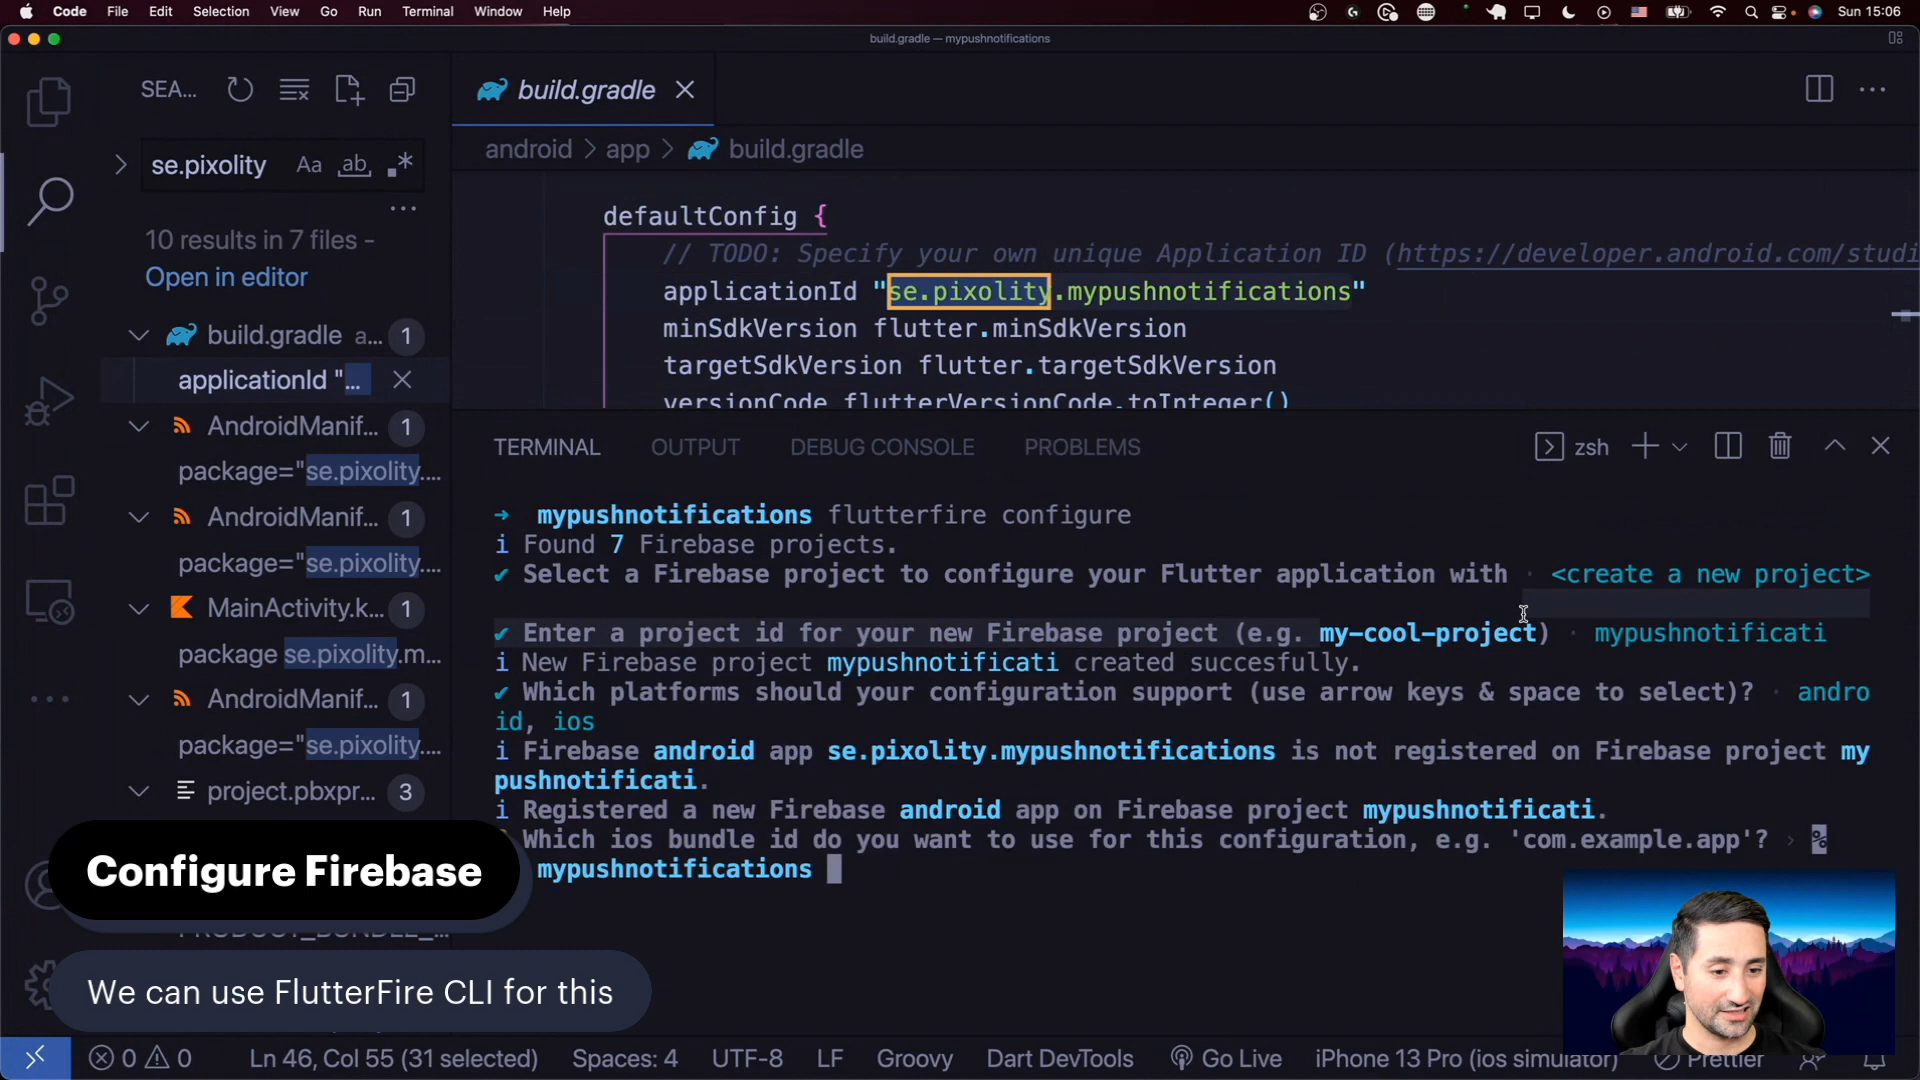 Code File Edit Selection View Go Run Terminal Window Help Sun 15:06
build.gradle — mypushnotifications
SEA...
build.gradle
se.pixolity Aa ab
android > app > build.gradle
10 results in 7 files -
Open in editor
build.gradle a... 1
applicationId "...
AndroidManif... 1
package="se.pixolity....
AndroidManif... 1
package="se.pixolity....
MainActivity.k... 1
package se.pixolity.m...
AndroidManif... 1
package="se.pixolity....
project.pbxpr... 3
defaultConfig {
// TODO: Specify your own unique Application ID (https://developer.android.com/studi
applicationId "se.pixolity.mypushnotifications"
minSdkVersion flutter.minSdkVersion
targetSdkVersion flutter.targetSdkVersion
versionCode flutterVersionCode.toInteger()
TERMINAL OUTPUT DEBUG CONSOLE PROBLEMS zsh
→ mypushnotifications flutterfire configure
i Found 7 Firebase projects.
✔ Select a Firebase project to configure your Flutter application with · <create a new project>
✔ Enter a project id for your new Firebase project (e.g. my-cool-project) · mypushnotificati
i New Firebase project mypushnotificati created succesfully.
✔ Which platforms should your configuration support (use arrow keys & space to select)? · andro
id, ios
i Firebase android app se.pixolity.mypushnotifications is not registered on Firebase project my
pushnotificati.
i Registered a new Firebase android app on Firebase project mypushnotificati.
Which ios bundle id do you want to use for this configuration, e.g. 'com.example.app'? › %
mypushnotifications
Configure Firebase
We can use FlutterFire CLI for this
0 0 Ln 46, Col 55 (31 selected) Spaces: 4 UTF-8 LF Groovy Dart DevTools Go Live iPhone 13 Pro (ios simulator) Prettier